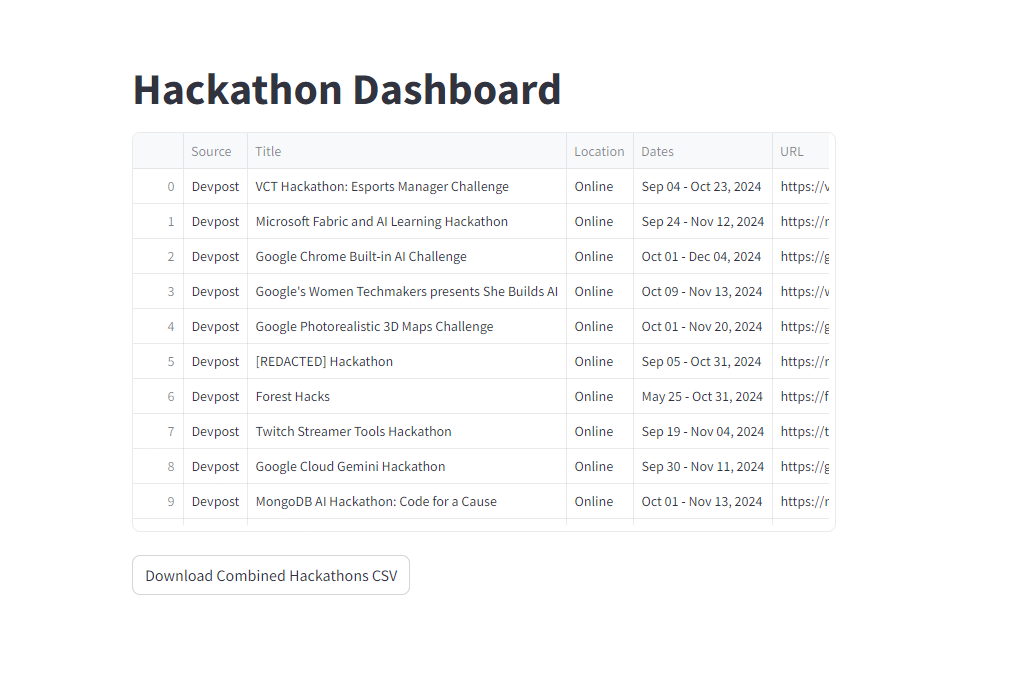 Hackathon Dashboard
Source Title Location Dates URL
0 Devpost VCT Hackathon: Esports Manager Challenge Online Sep 04 - Oct 23, 2024 https://v
1 Devpost Microsoft Fabric and AI Learning Hackathon Online Sep 24 - Nov 12, 2024 https://
2 Devpost Google Chrome Built-in AI Challenge Online Oct 01 - Dec 04, 2024 https://g
3 Devpost Google's Women Techmakers presents She Builds AI Online Oct 09 - Nov 13, 2024 https://
4 Devpost Google Photorealistic 3D Maps Challenge Online Oct 01 - Nov 20, 2024 https://g
5 Devpost [REDACTED] Hackathon Online Sep 05 - Oct 31, 2024 https://
6 Devpost Forest Hacks Online May 25 - Oct 31, 2024 https://f
7 Devpost Twitch Streamer Tools Hackathon Online Sep 19 - Nov 04, 2024 https://t
8 Devpost Google Cloud Gemini Hackathon Online Sep 30 - Nov 11, 2024 https://g
9 Devpost MongoDB AI Hackathon: Code for a Cause Online Oct 01 - Nov 13, 2024 https://
Download Combined Hackathons CSV